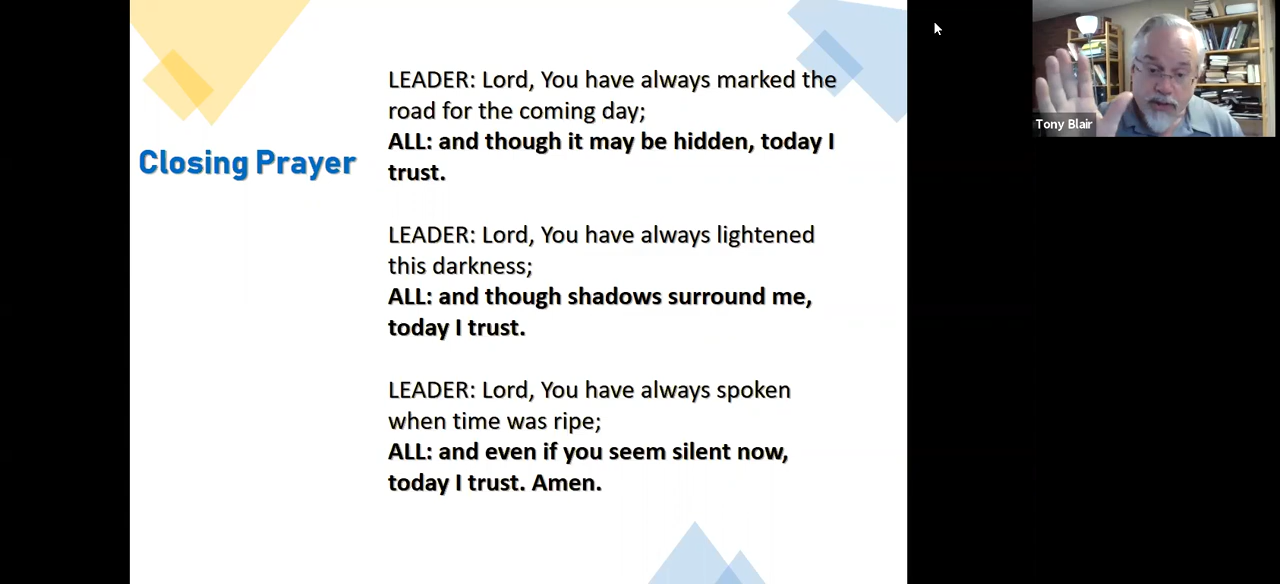 Closing Prayer
LEADER: Lord, You have always marked the
road for the coming day;
ALL: and though it may be hidden, today I
trust.
LEADER: Lord, You have always lightened
this darkness;
ALL: and though shadows surround me,
today I trust.
LEADER: Lord, You have always spoken
when time was ripe;
ALL: and even if you seem silent now,
today I trust. Amen.
Tony Blair